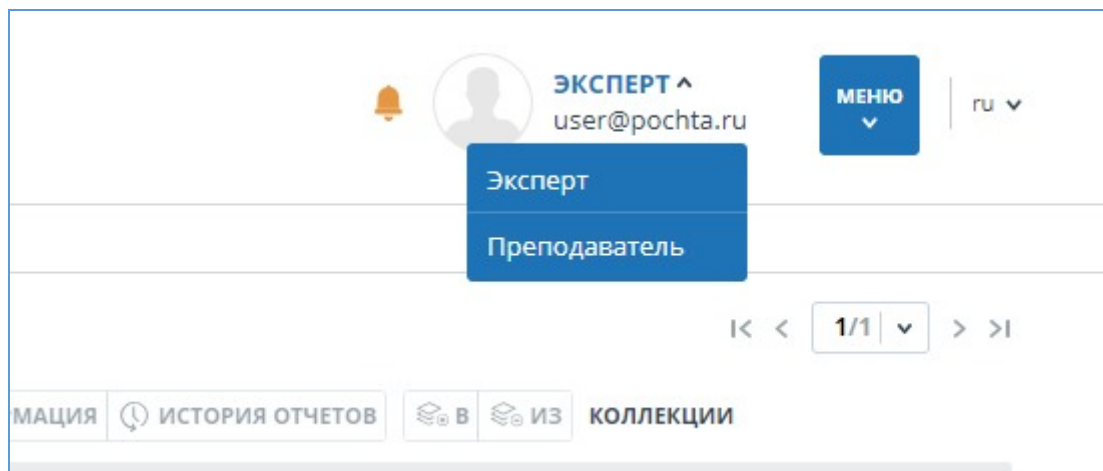 ЭКСПЕРТ
user@pochta.ru
МЕНЮ
ru
Эксперт
Преподаватель
1/1
МАЦИЯ ИСТОРИЯ ОТЧЕТОВ В ИЗ КОЛЛЕКЦИИ